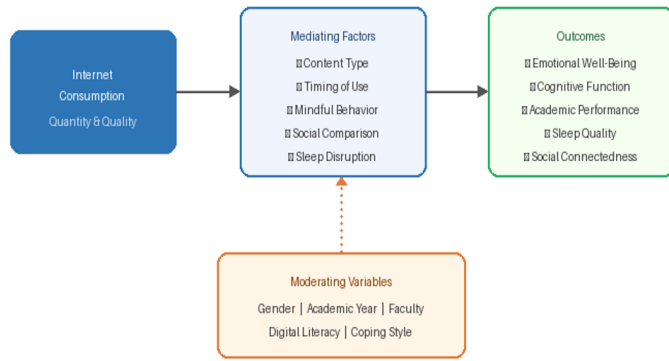 Internet
Consumption
Quantity & Quality
Mediating Factors
Content Type
Timing of Use
Mindful Behavior
Social Comparison
Sleep Disruption
Outcomes
Emotional Well-Being
Cognitive Function
Academic Performance
Sleep Quality
Social Connectedness
Moderating Variables
Gender | Academic Year | Faculty
Digital Literacy | Coping Style